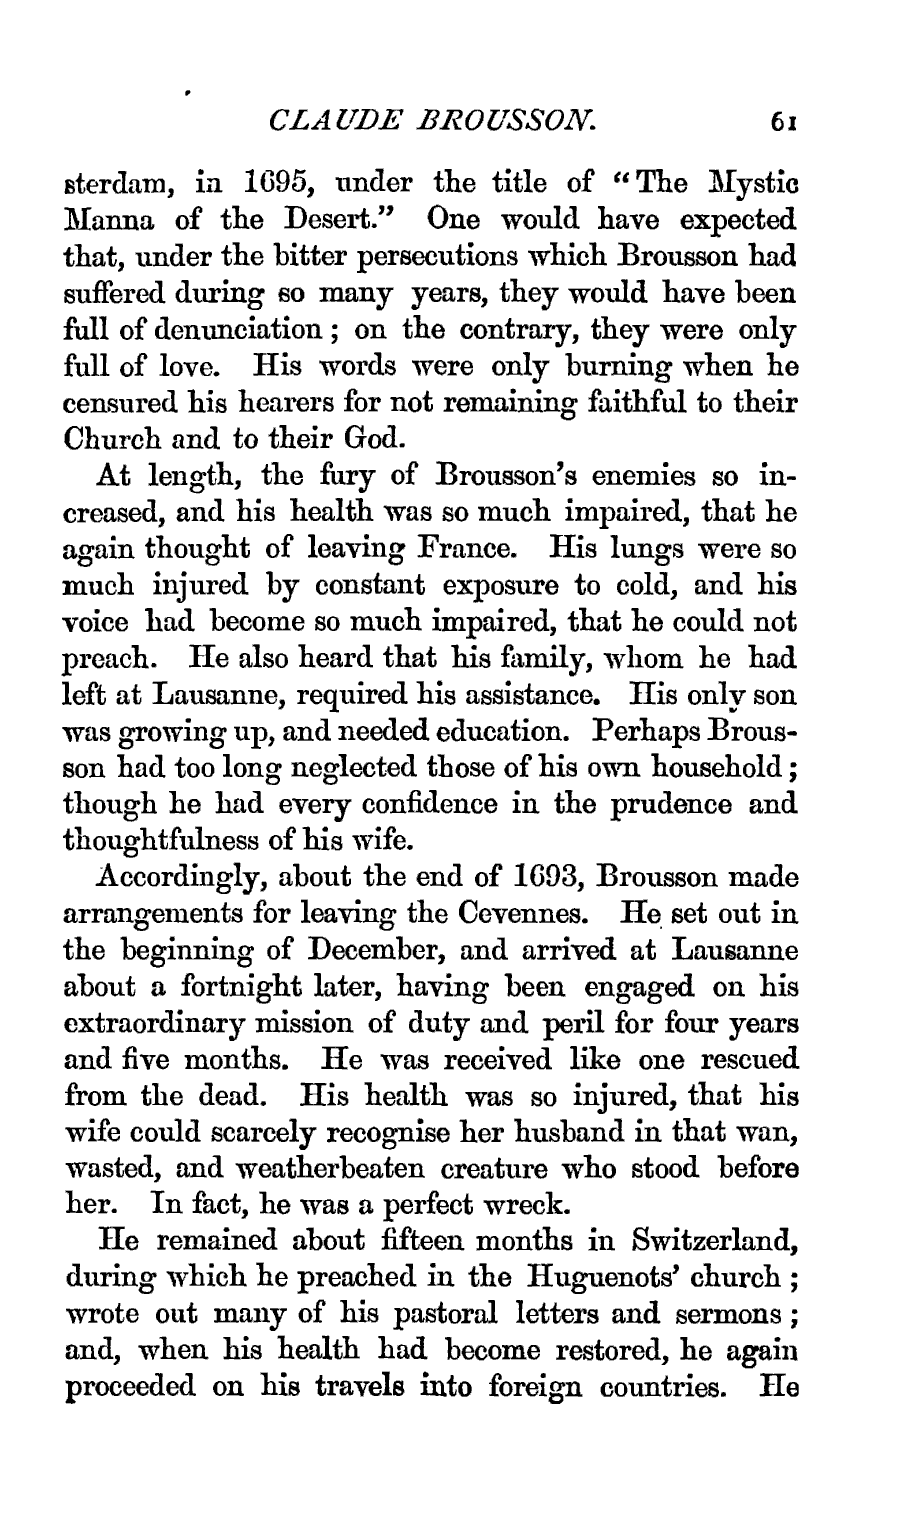 CLAUDE BROUSSON. 61
sterdam, in 1695, under the title of “The Mystic
Manna of the Desert.” One would have expected
that, under the bitter persecutions which Brousson had
suffered during so many years, they would have been
full of denunciation ; on the contrary, they were only
full of love. His words were only burning when he
censured his hearers for not remaining faithful to their
Church and to their God.
At length, the fury of Brousson’s enemies so in-
creased, and his health was so much impaired, that he
again thought of leaving France. His lungs were so
much injured by constant exposure to cold, and his
voice had become so much impaired, that he could not
preach. He also heard that his family, whom he had
left at Lausanne, required his assistance. His only son
was growing up, and needed education. Perhaps Brous-
son had too long neglected those of his own household ;
though he had every confidence in the prudence and
thoughtfulness of his wife.
Accordingly, about the end of 1693, Brousson made
arrangements for leaving the Cevennes. He set out in
the beginning of December, and arrived at Lausanne
about a fortnight later, having been engaged on his
extraordinary mission of duty and peril for four years
and five months. He was received like one rescued
from the dead. His health was so injured, that his
wife could scarcely recognise her husband in that wan,
wasted, and weatherbeaten creature who stood before
her. In fact, he was a perfect wreck.
He remained about fifteen months in Switzerland,
during which he preached in the Huguenots’ church ;
wrote out many of his pastoral letters and sermons ;
and, when his health had become restored, he again
proceeded on his travels into foreign countries. He